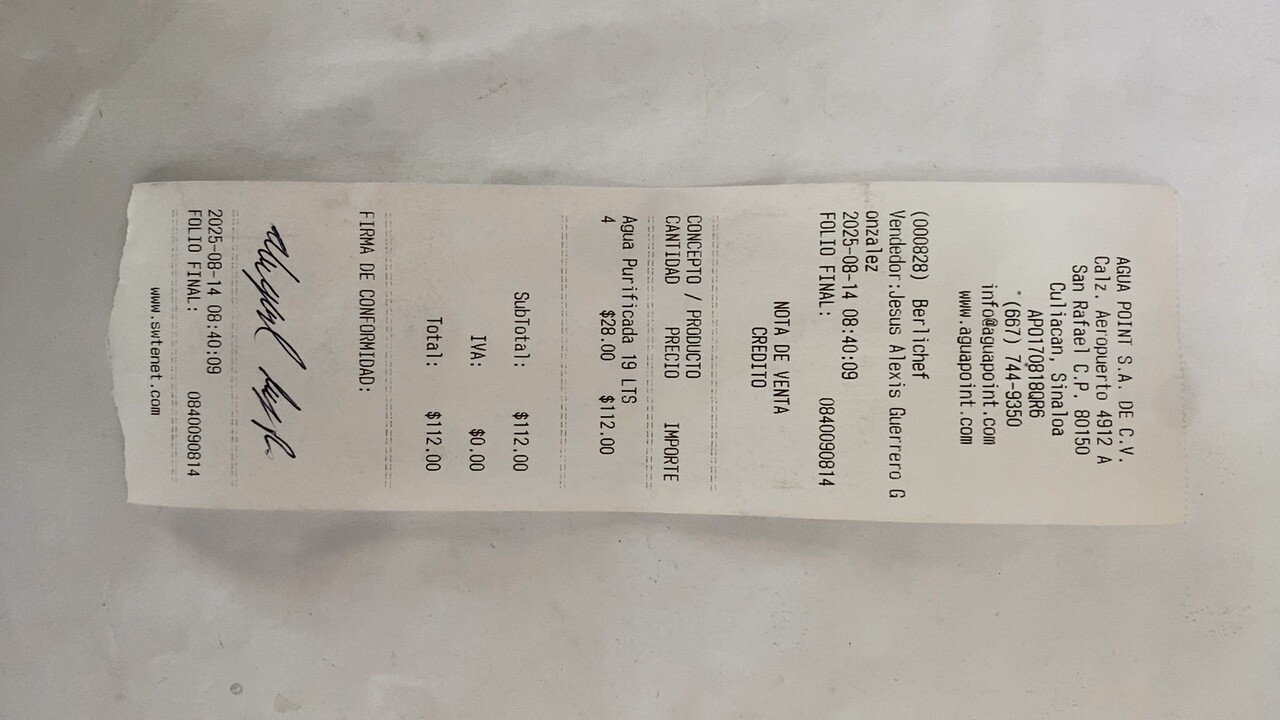 AGUA POINT S.A. DE C.V.
Calz. Aeropuerto 4912 A
San Rafael C.P. 80150
Culiacan, Sinaloa
APO170818QR6
(667) 744-9350
info@aguapoint.com
www.aguapoint.com
(000828) Berlichef
Vendedor:Jesus Alexis Guerrero G
onzalez
2025-08-14 08:40:09
FOLIO FINAL: 0840090814
NOTA DE VENTA
CREDITO
CONCEPTO / PRODUCTO
CANTIDAD PRECIO IMPORTE
Agua Purificada 19 LTS
4 $28.00 $112.00
SubTotal: $112.00
IVA: $0.00
Total: $112.00
FIRMA DE CONFORMIDAD:
2025-08-14 08:40:09
FOLIO FINAL: 0840090814
www.swtenet.com